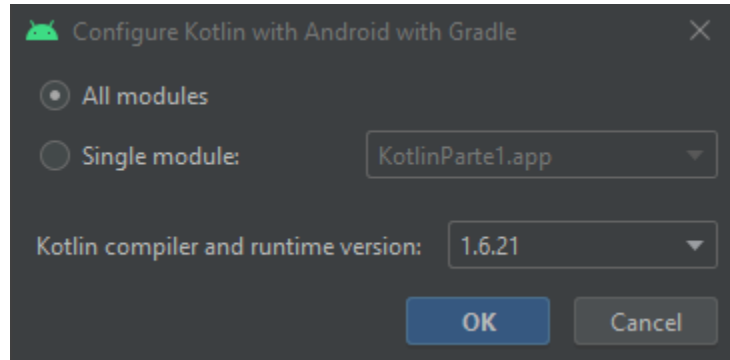 Configure Kotlin with Android with Gradle
All modules
Single module: KotlinParte1.app
Kotlin compiler and runtime version: 1.6.21
OK Cancel